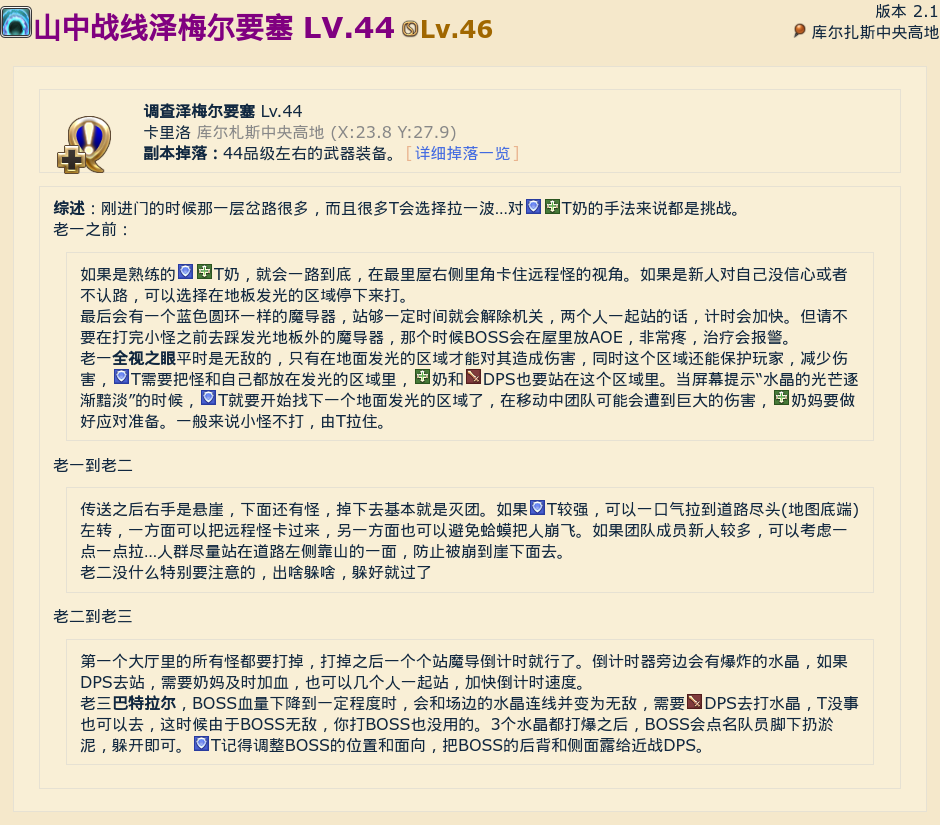 山中战线泽梅尔要塞 LV.44 Lv.46
版本 2.1
库尔扎斯中央高地
调查泽梅尔要塞 Lv.44
卡里洛 库尔札斯中央高地 (X:23.8 Y:27.9)
副本掉落：44品级左右的武器装备。 [ 详细掉落一览 ]
综述：刚进门的时候那一层岔路很多，而且很多T会选择拉一波...对T奶的手法来说都是挑战。
老一之前：
如果是熟练的T奶，就会一路到底，在最里屋右侧里角卡住远程怪的视角。如果是新人对自己没信心或者
不认路，可以选择在地板发光的区域停下来打。
最后会有一个蓝色圆环一样的魔导器，站够一定时间就会解除机关，两个人一起站的话，计时会加快。但请不
要在打完小怪之前去踩发光地板外的魔导器，那个时候BOSS会在屋里放AOE，非常疼，治疗会报警。
老一全视之眼平时是无敌的，只有在地面发光的区域才能对其造成伤害，同时这个区域还能保护玩家，减少伤
害，T需要把怪和自己都放在发光的区域里，奶和DPS也要站在这个区域里。当屏幕提示“水晶的光芒逐
渐黯淡”的时候，T就要开始找下一个地面发光的区域了，在移动中团队可能会遭到巨大的伤害，奶妈要做
好应对准备。一般来说小怪不打，由T拉住。
老一到老二
传送之后右手是悬崖，下面还有怪，掉下去基本就是灭团。如果T较强，可以一口气拉到道路尽头(地图底端)
左转，一方面可以把远程怪卡过来，另一方面也可以避免蛤蟆把人崩飞。如果团队成员新人较多，可以考虑一
点一点拉...人群尽量站在道路左侧靠山的一面，防止被崩到崖下面去。
老二没什么特别要注意的，出啥躲啥，躲好就过了
老二到老三
第一个大厅里的所有怪都要打掉，打掉之后一个个站魔导倒计时就行了。倒计时器旁边会有爆炸的水晶，如果
DPS去站，需要奶妈及时加血，也可以几个人一起站，加快倒计时速度。
老三巴特拉尔，BOSS血量下降到一定程度时，会和场边的水晶连线并变为无敌，需要DPS去打水晶，T没事
也可以去，这时候由于BOSS无敌，你打BOSS也没用的。3个水晶都打爆之后，BOSS会点名队员脚下扔淤
泥，躲开即可。T记得调整BOSS的位置和面向，把BOSS的后背和侧面露给近战DPS。